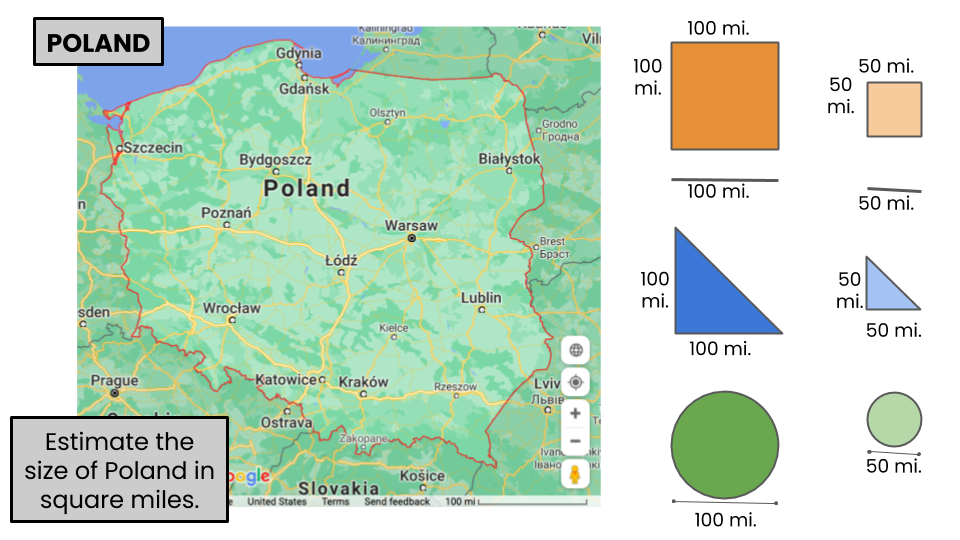 POLAND
Kaliningrad
Калининград
Gdynia
Gdańsk
Olsztyn
Grodno
Гродно
Szczecin
Bydgoszcz
Białystok
Poland
Poznań
Warsaw
Brest
Брэст
Łódź
Lublin
Wrocław
sden
Kielce
Prague
Katowice
Kraków
Rzeszow
Lviv
Львів
Ostrava
Zakopane
Košice
Slovakia
United States Terms Send feedback 100 mi
Estimate the
size of Poland in
square miles.
100 mi.
100
mi.
50 mi.
50
mi.
100 mi.
50 mi.
100
mi.
100 mi.
50
mi.
50 mi.
100 mi.
50 mi.